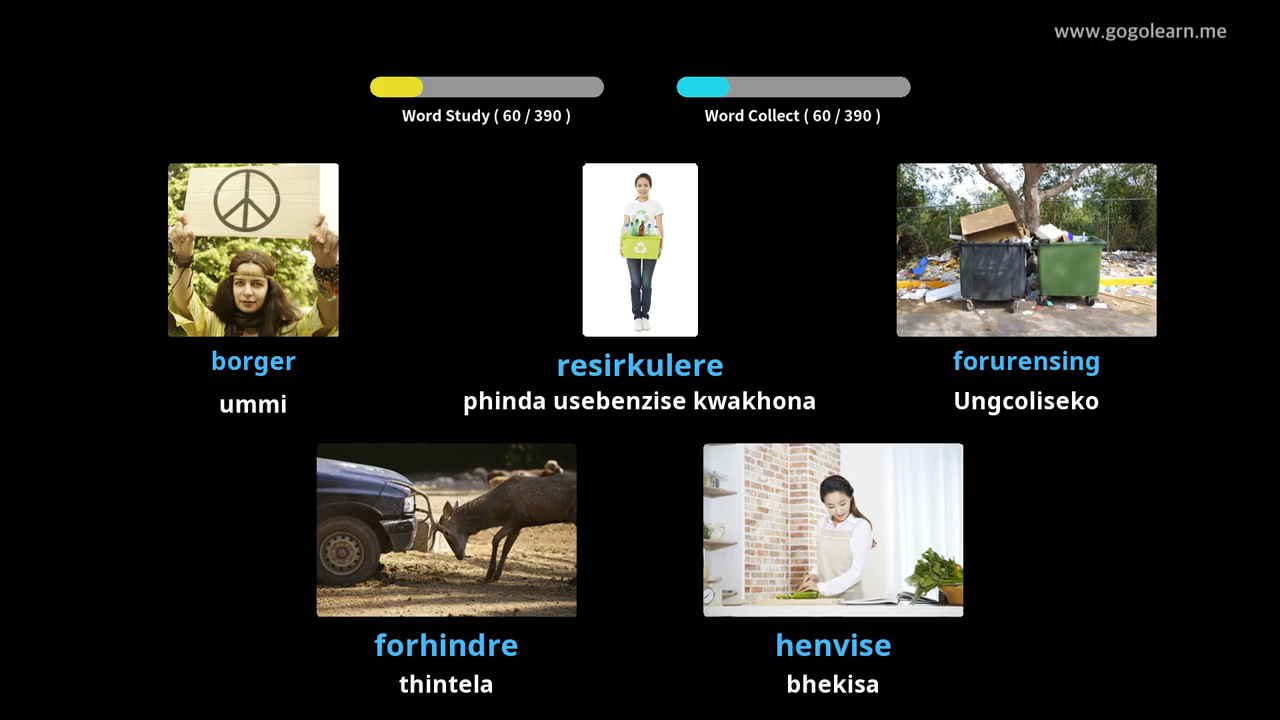 www.gogolearn.me
Word Study ( 60 / 390 )
Word Collect ( 60 / 390 )
borger
ummi
resirkulere
phinda usebenzise kwakhona
forurensing
Ungcoliseko
forhindre
thintela
henvise
bhekisa